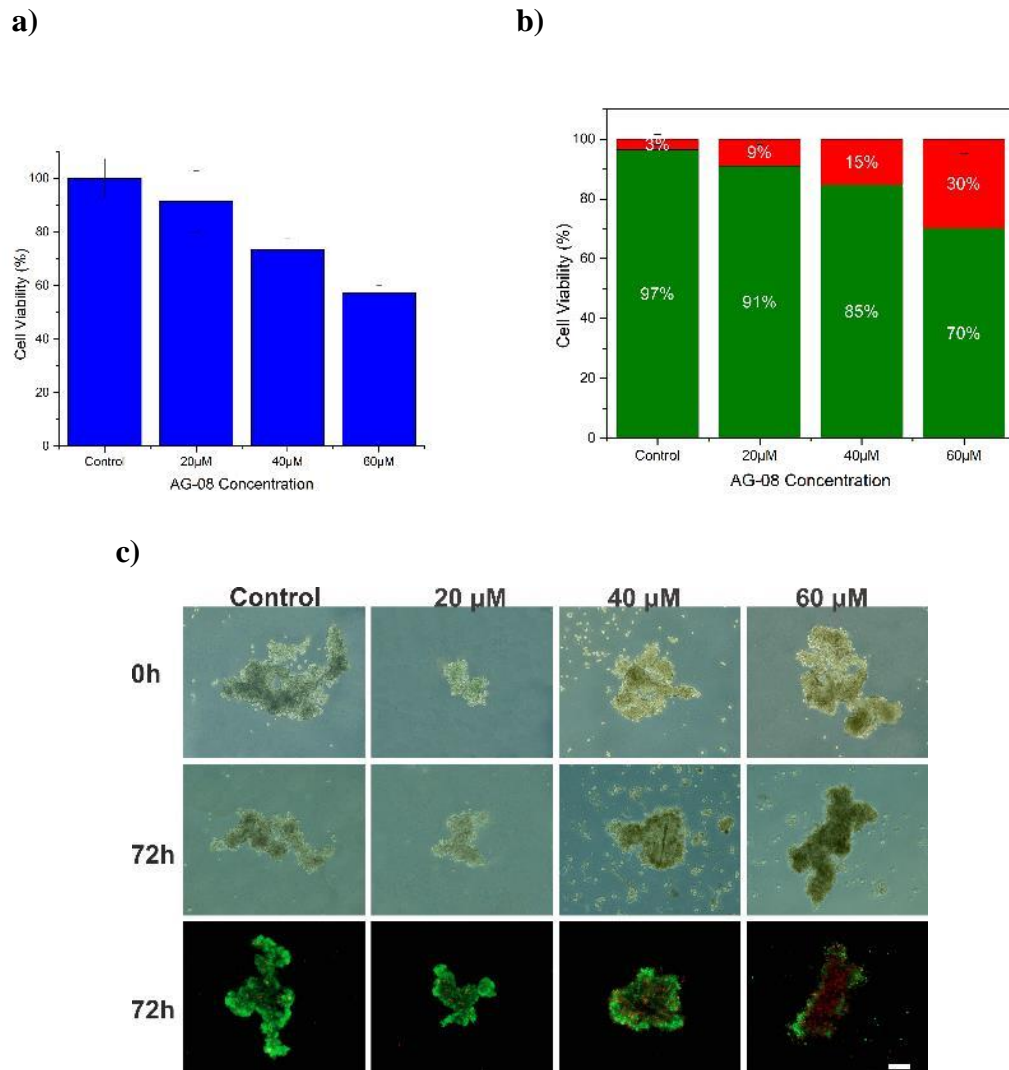 a)
b)
Cell Viability (%)
100
80
60
40
20
0
Control 20µM 40µM 60µM
AG-08 Concentration
Cell Viability (%)
100
80
60
40
20
0
3% 9% 15% 30%
97% 91% 85% 70%
Control 20µM 40µM 60µM
AG-08 Concentration
c)
Control 20 µM 40 µM 60 µM
0h
72h
72h